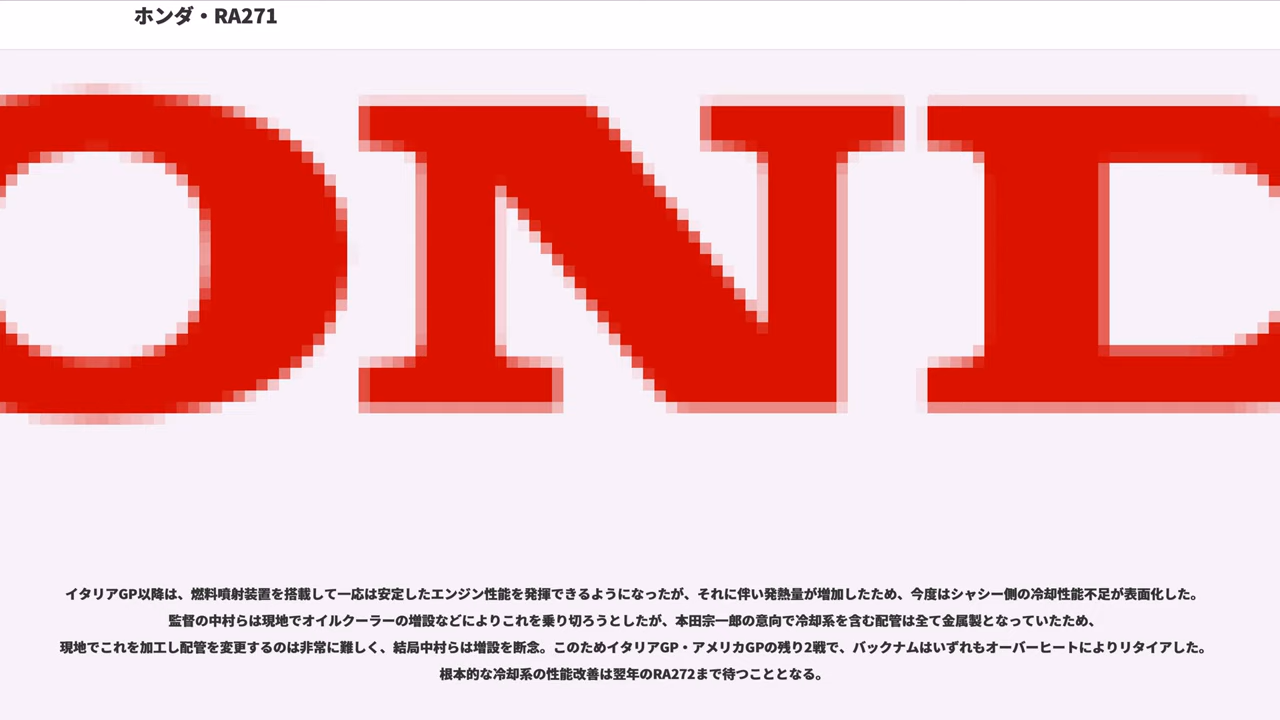 ホンダ・RA271
OND
イタリアGP以降は、燃料噴射装置を搭載して一応は安定したエンジン性能を発揮できるようになったが、それに伴い発熱量が増加したため、今度はシャシー側の冷却性能不足が表面化した。
監督の中村らは現地でオイルクーラーの増設などによりこれを乗り切ろうとしたが、本田宗一郎の意向で冷却系を含む配管は全て金属製となっていたため、
現地でこれを加工し配管を変更するのは非常に難しく、結局中村らは増設を断念。このためイタリアGP・アメリカGPの残り2戦で、バックナムはいずれもオーバーヒートによりリタイアした。
根本的な冷却系の性能改善は翌年のRA272まで待つこととなる。